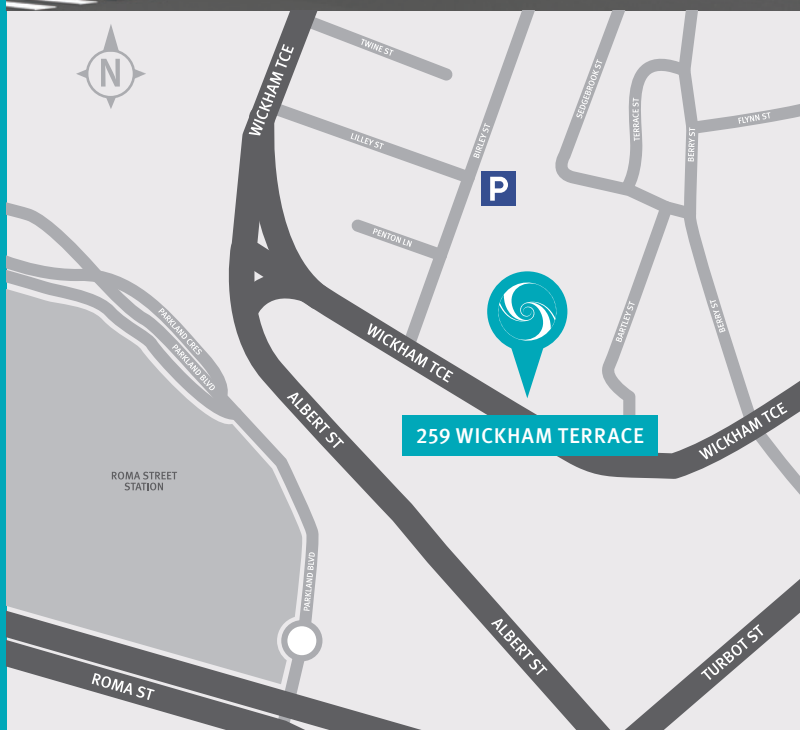 N
TWINE ST
WICKHAM TCE
LILLEY ST
BIRLEY ST
SEDGEBROOK ST
TERRACE ST
BERRY ST
FLYNN ST
P
PENTON LN
PARKLAND CRES
PARKLAND BLVD
WICKHAM TCE
BARTLEY ST
BERRY ST
ALBERT ST
259 WICKHAM TERRACE
WICKHAM TCE
ROMA STREET
STATION
PARKLAND BLVD
ALBERT ST
TURBOT ST
ROMA ST